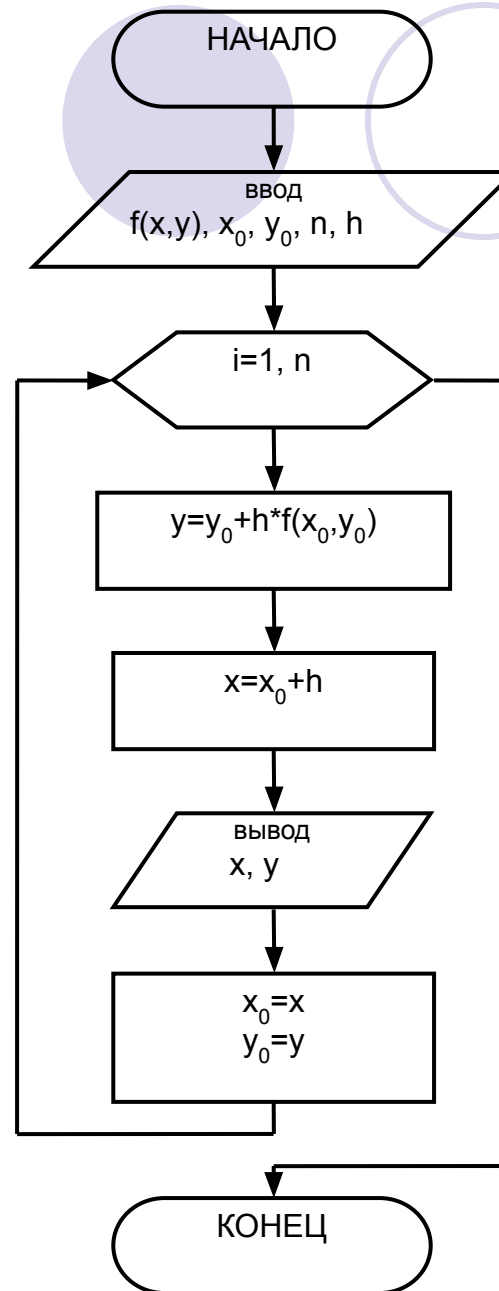 НАЧАЛО
ввод
f(x,y), x₀, y₀, n, h
i=1, n
y=y₀+h*f(x₀,y₀)
x=x₀+h
вывод
x, y
x₀=x
y₀=y
КОНЕЦ